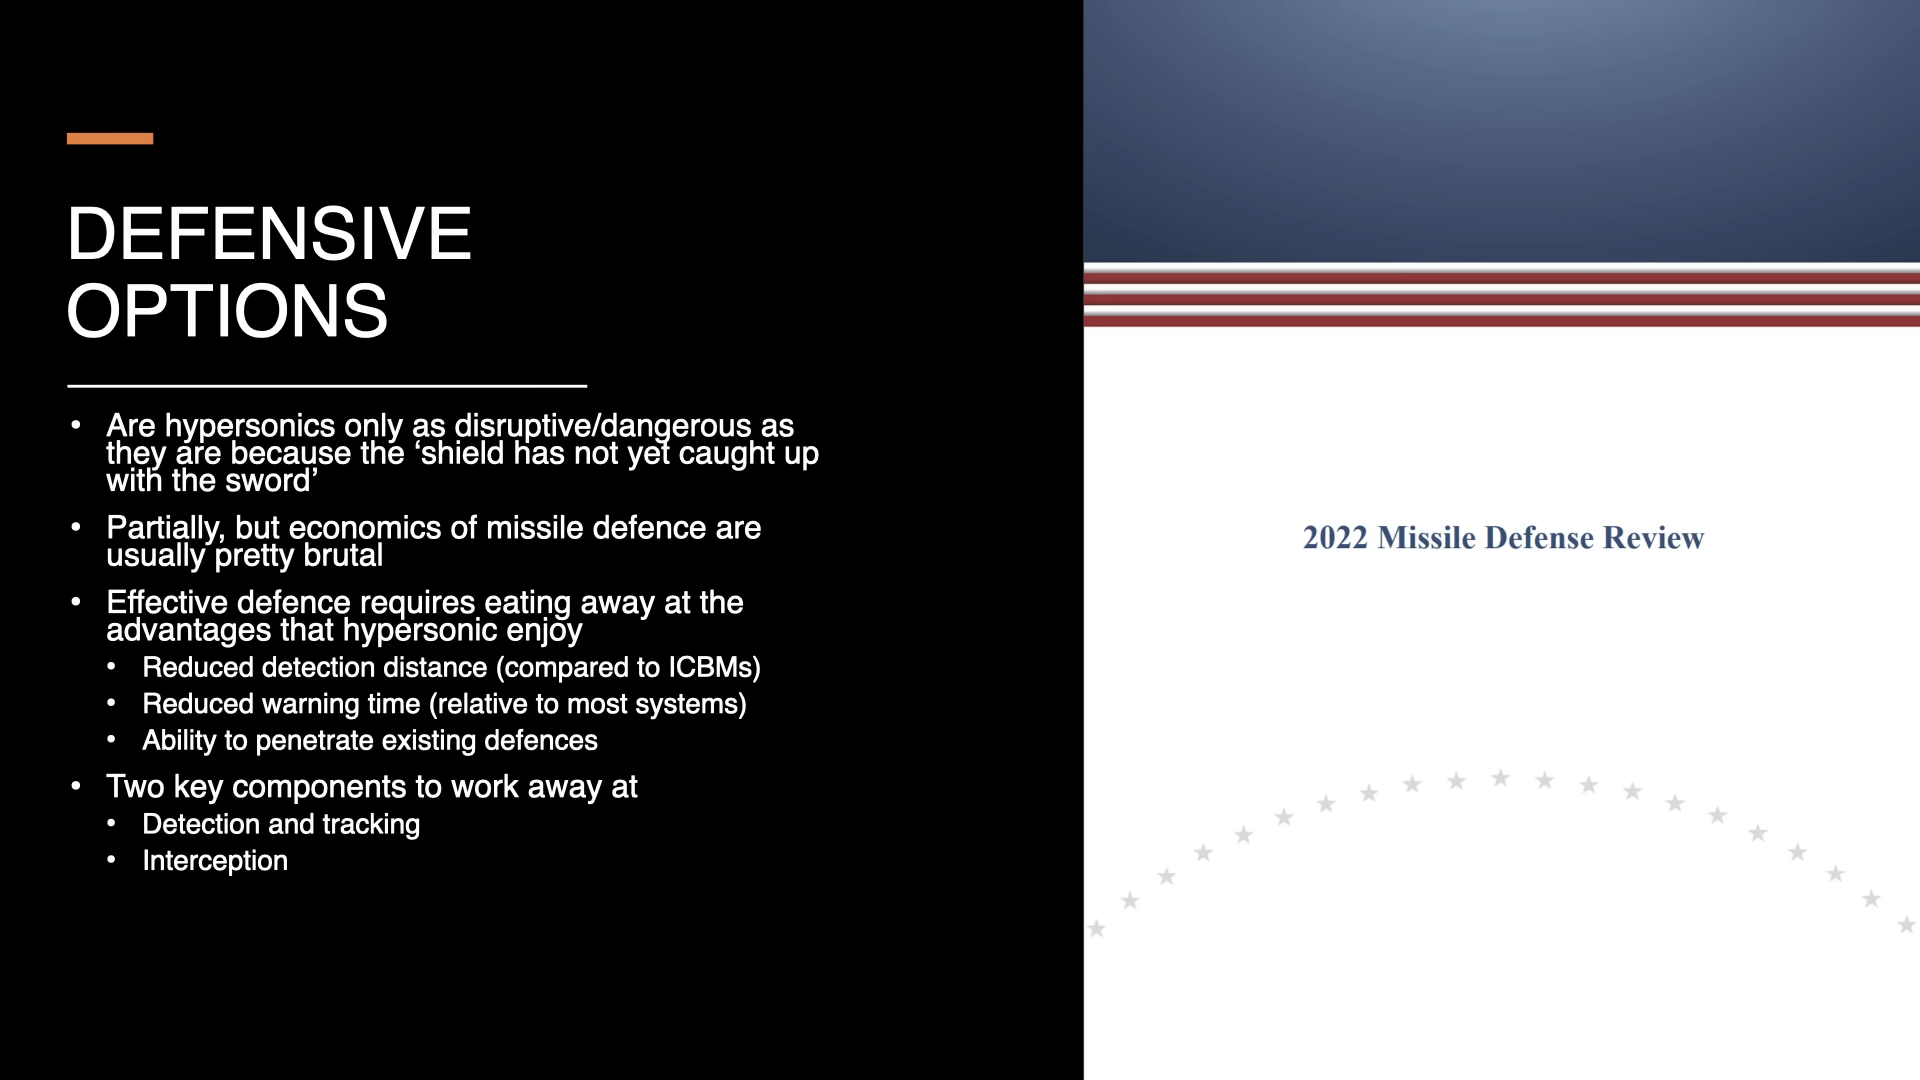 DEFENSIVE
OPTIONS
• Are hypersonics only as disruptive/dangerous as
they are because the ‘shield has not yet caught up
with the sword’
• Partially, but economics of missile defence are
usually pretty brutal
• Effective defence requires eating away at the
advantages that hypersonic enjoy
• Reduced detection distance (compared to ICBMs)
• Reduced warning time (relative to most systems)
• Ability to penetrate existing defences
• Two key components to work away at
• Detection and tracking
• Interception
2022 Missile Defense Review